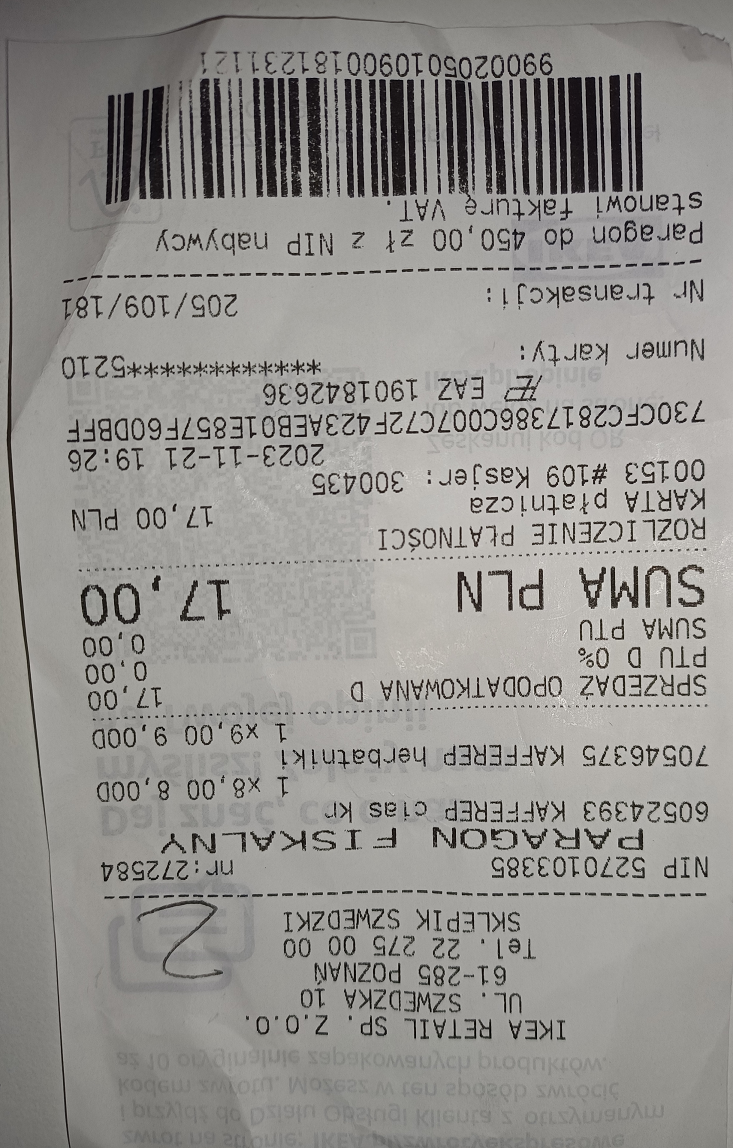 IKEA RETAIL SP. Z.O.O.
UL. SZWEDZKA 10
61-285 POZNAŃ
Tel. 22 275 00 00
SKLEPIK SZWEDZKI
2
NIP 5270103385 nr:272584
PARAGON FISKALNY
60524393 KAFFEREP cias kr
1 x8,00 8,00D
70546375 KAFFEREP herbatniki
1 x9,00 9,00D
SPRZEDAŻ OPODATKOWANA D 17,00
PTU D 0% 0,00
SUMA PTU 0,00
SUMA PLN 17,00
ROZLICZENIE PŁATNOŚCI
KARTA płatnicza 17,00 PLN
00153 #109 Kasjer: 300435
2023-11-21 19:26
730CFC2817386C007C72F423AEB01E857F60DBFF
EAZ 1901842636
Numer karty: ************5210
Nr transakcji: 205/109/181
Paragon do 450,00 zł z NIP nabywcy
stanowi fakturę VAT.
9900205010900181231121